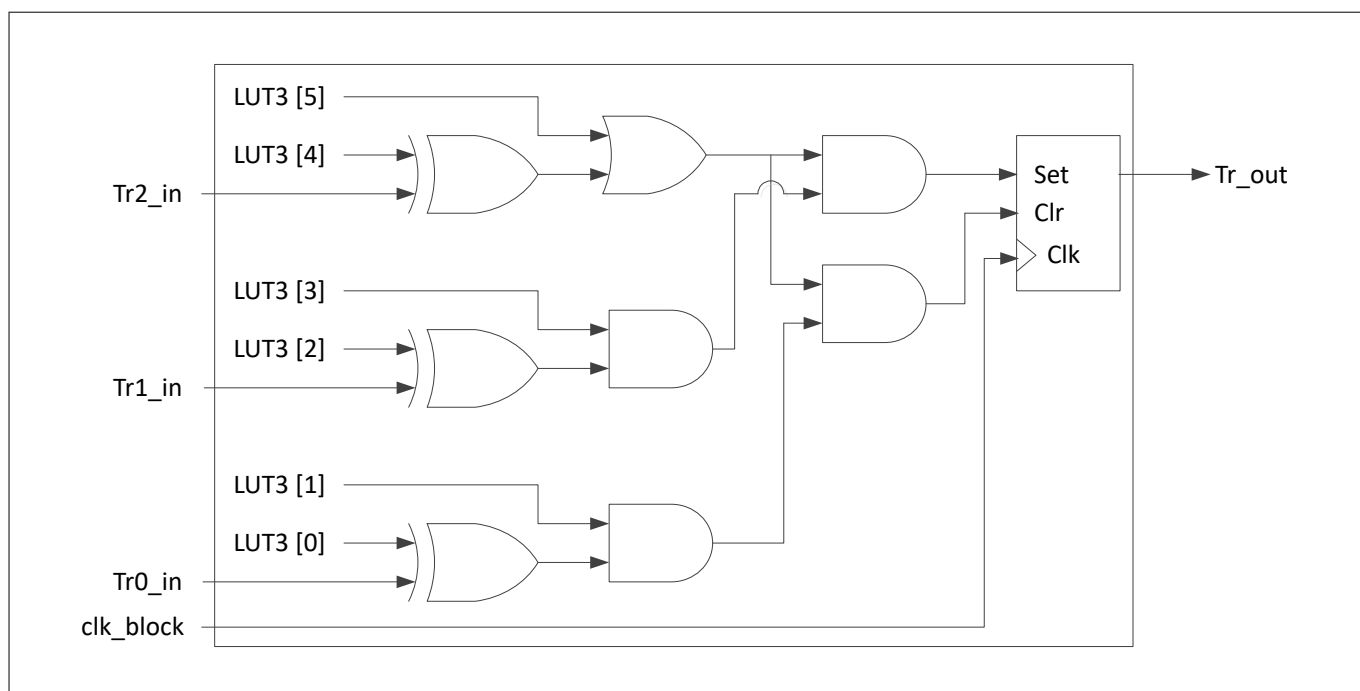 LUT3 [5]
LUT3 [4]
Tr2_in
LUT3 [3]
LUT3 [2]
Tr1_in
LUT3 [1]
LUT3 [0]
Tr0_in
clk_block
Set
Clr
Clk
Tr_out